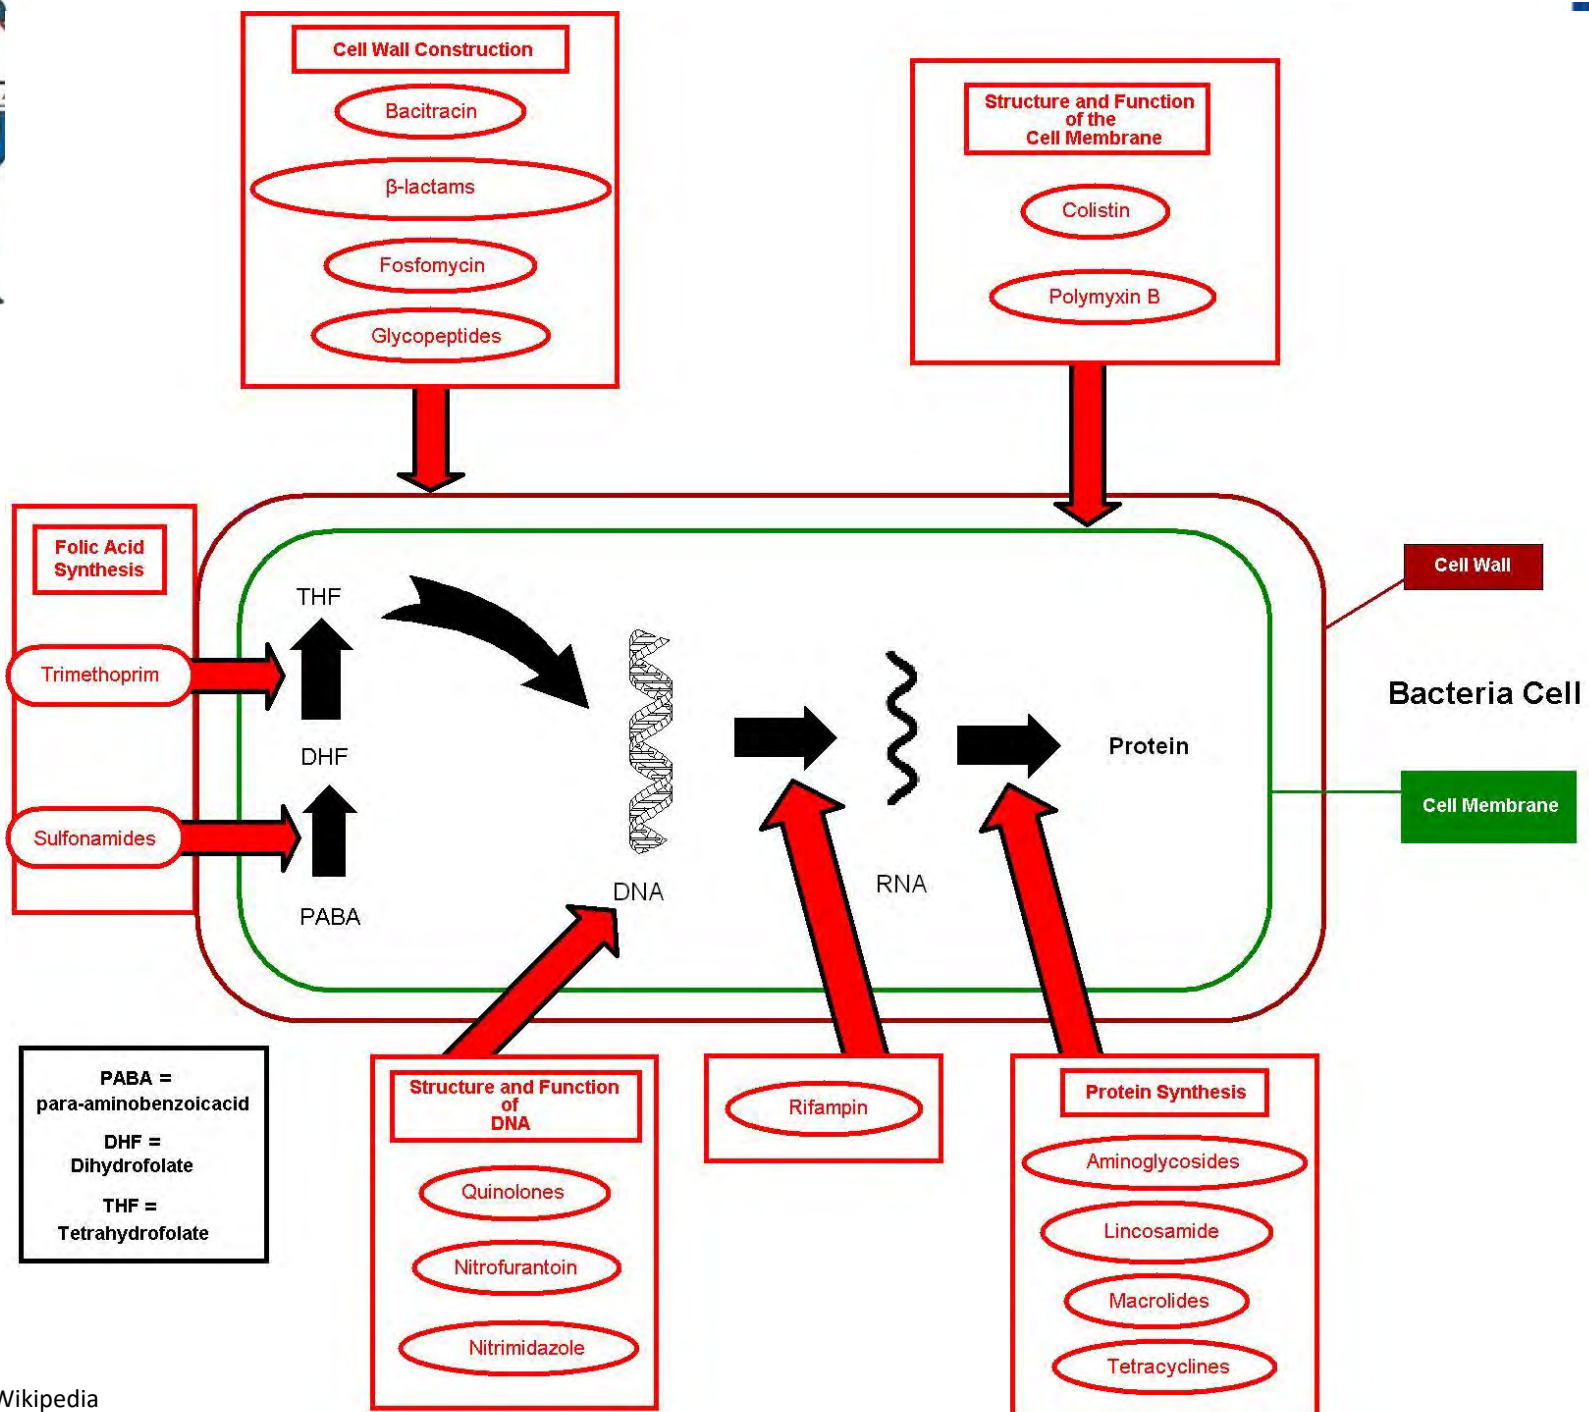 Cell Wall Construction
Bacitracin
β-lactams
Fosfomycin
Glycopeptides
Structure and Function
of the
Cell Membrane
Colistin
Polymyxin B
Folic Acid
Synthesis
Trimethoprim
Sulfonamides
THF
DHF
PABA
DNA
RNA
Protein
Cell Wall
Bacteria Cell
Cell Membrane
PABA =
para-aminobenzoicacid
DHF =
Dihydrofolate
THF =
Tetrahydrofolate
Structure and Function
of
DNA
Quinolones
Nitrofurantoin
Nitrimidazole
Rifampin
Protein Synthesis
Aminoglycosides
Lincosamide
Macrolides
Tetracyclines
Wikipedia